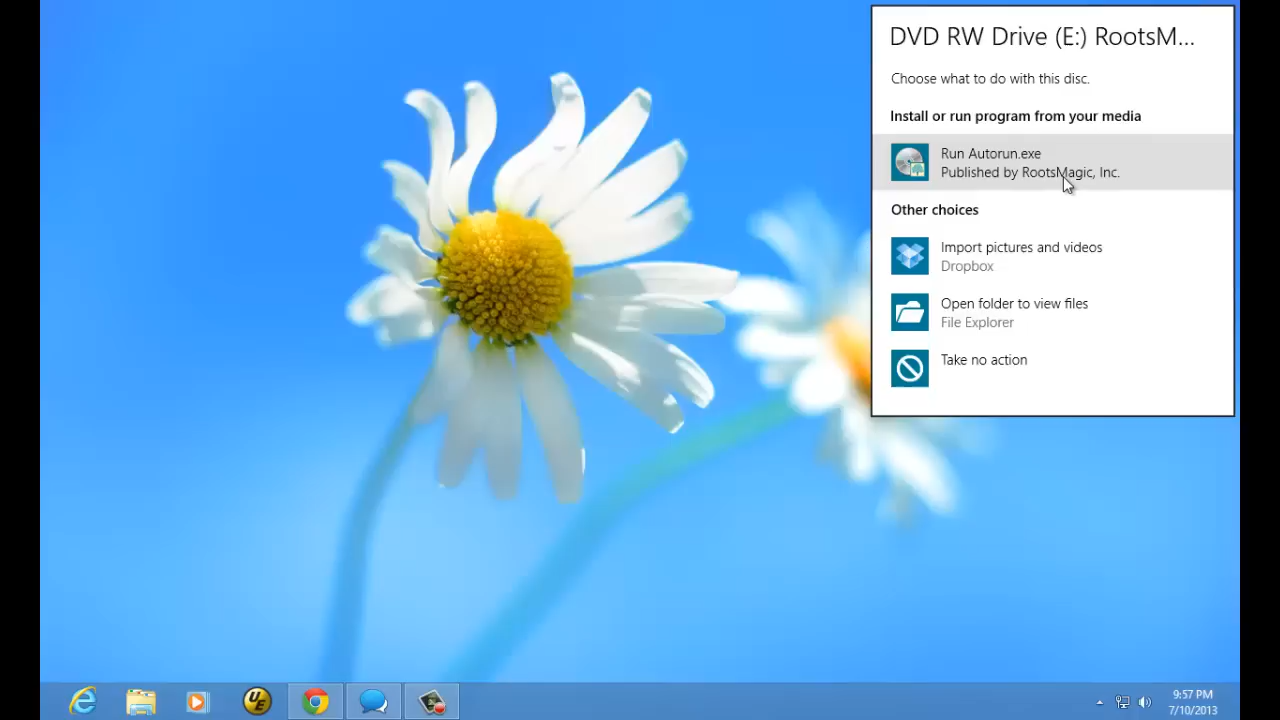 DVD RW Drive (E:) RootsM...
Choose what to do with this disc.
Install or run program from your media
Run Autorun.exe
Published by RootsMagic, Inc.
Other choices
Import pictures and videos
Dropbox
Open folder to view files
File Explorer
Take no action
UE
9:57 PM
7/10/2013